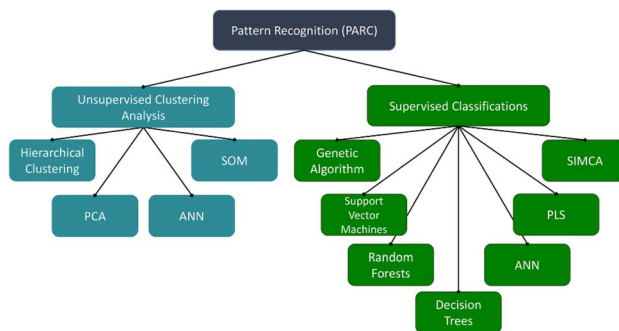 Pattern Recognition (PARC)
Unsupervised Clustering
Analysis
Supervised Classifications
Hierarchical
Clustering
SOM
Genetic
Algorithm
SIMCA
PCA
ANN
Support
Vector
Machines
PLS
Random
Forests
ANN
Decision
Trees